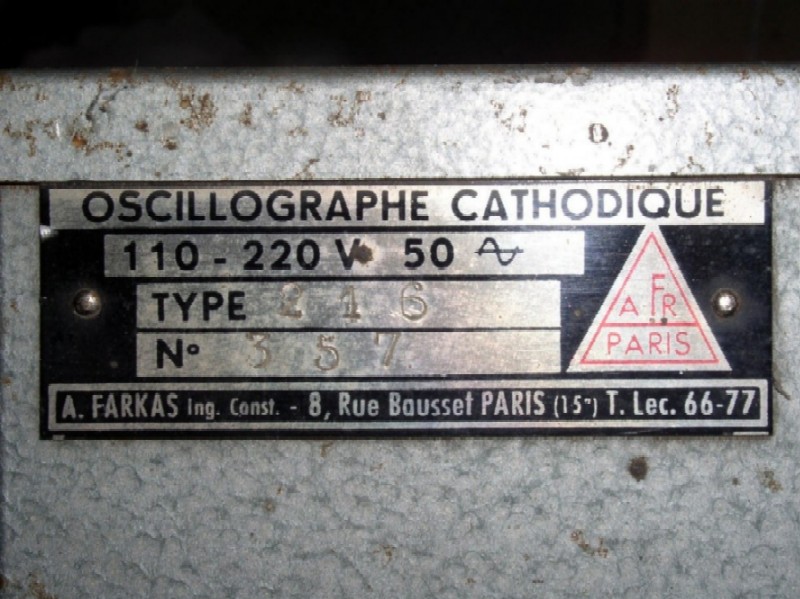 OSCILLOGRAPHE CATHODIQUE
110 - 220 V 50
TYPE 216
N° 357
A FR
PARIS
A. FARKAS Ing. Const. - 8, Rue Bausset PARIS (15ᵉ) T. Lec. 66-77